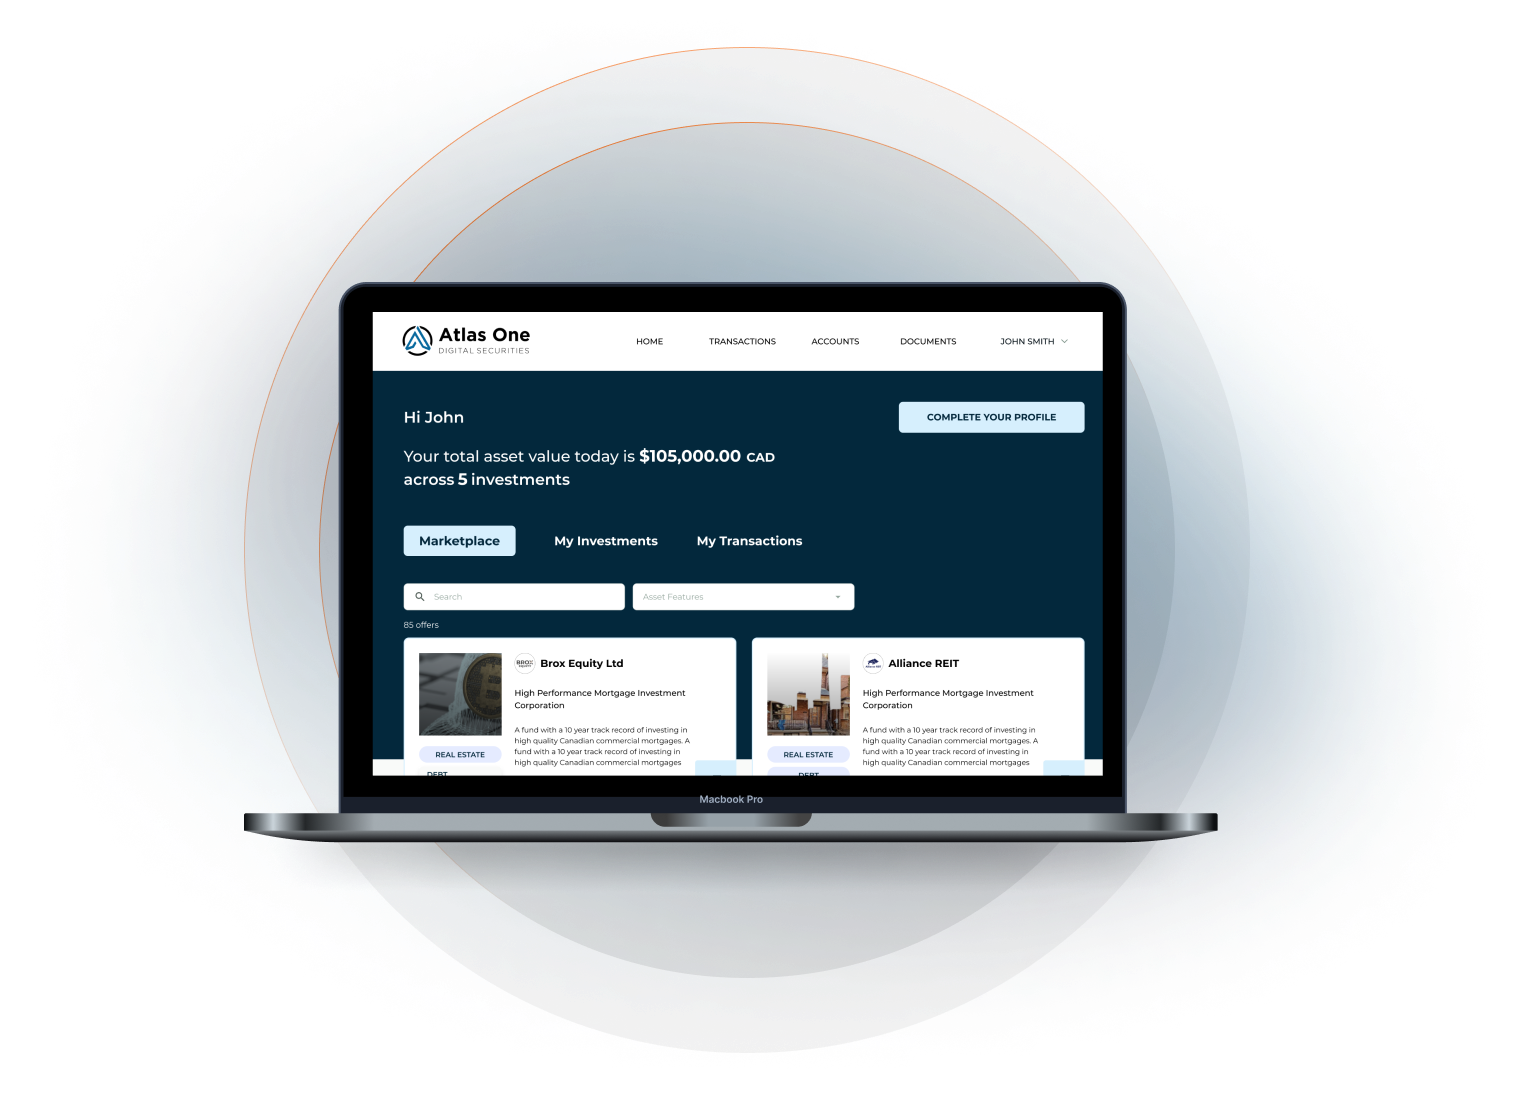 Atlas One
DIGITAL SECURITIES
HOME
TRANSACTIONS
ACCOUNTS
DOCUMENTS
JOHN SMITH
Hi John
COMPLETE YOUR PROFILE
Your total asset value today is $105,000.00 CAD
across 5 investments
Marketplace
My Investments
My Transactions
Search
Asset Features
85 offers
BROX
Brox Equity Ltd
High Performance Mortgage Investment
Corporation
A fund with a 10 year track record of investing in
high quality Canadian commercial mortgages. A
fund with a 10 year track record of investing in
high quality Canadian commercial mortgages
REAL ESTATE
DEBT
Alliance REIT
High Performance Mortgage Investment
Corporation
A fund with a 10 year track record of investing in
high quality Canadian commercial mortgages. A
fund with a 10 year track record of investing in
high quality Canadian commercial mortgages
REAL ESTATE
DEBT
Macbook Pro